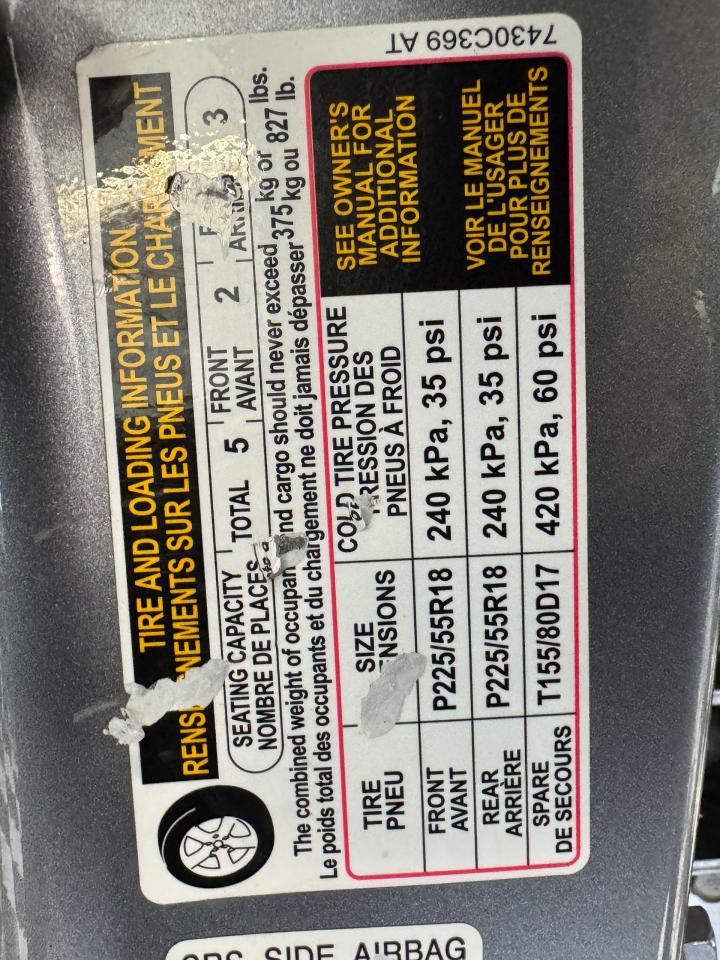 7430C369 AT
TIRE AND LOADING INFORMATION
RENSEIGNEMENTS SUR LES PNEUS ET LE CHARGEMENT
SEATING CAPACITY
NOMBRE DE PLACES
TOTAL 5
FRONT
AVANT
2
3
The combined weight of occupants and cargo should never exceed 375 kg or lbs.
Le poids total des occupants et du chargement ne doit jamais dépasser 375 kg ou 827 lb.
TIRE
PNEU
SIZE
DIMENSIONS
COLD TIRE PRESSURE
PRESSION DES
PNEUS À FROID
SEE OWNER'S
MANUAL FOR
ADDITIONAL
INFORMATION
VOIR LE MANUEL
DE L'USAGER
POUR PLUS DE
RENSEIGNEMENTS
FRONT
AVANT
P225/55R18
240 kPa, 35 psi
REAR
ARRIÈRE
P225/55R18
240 kPa, 35 psi
SPARE
DE SECOURS
T155/80D17
420 kPa, 60 psi
SIDE AIRBAG